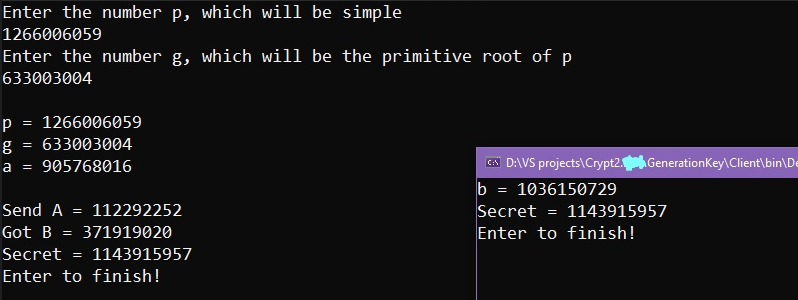 Enter the number p, which will be simple
1266006059
Enter the number g, which will be the primitive root of p
633003004
p = 1266006059
g = 633003004
a = 905768016
Send A = 112292252
Got B = 371919020
Secret = 1143915957
Enter to finish!
D:\VS projects\Crypt2.\GenerationKey\Client\bin\De
b = 1036150729
Secret = 1143915957
Enter to finish!